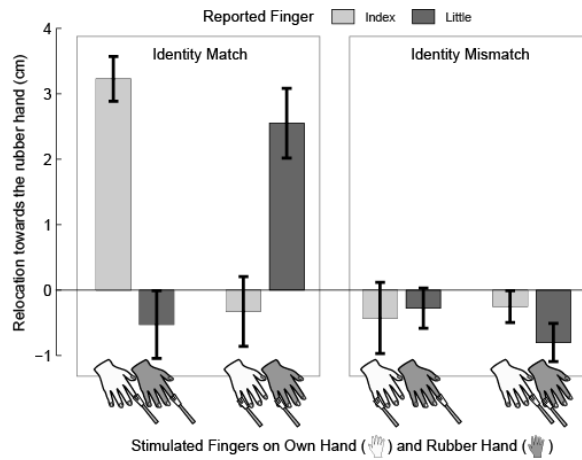 Reported Finger Index Little
Identity Match Identity Mismatch
Relocation towards the rubber hand (cm)
4
3
2
1
0
−1
Stimulated Fingers on Own Hand ( ) and Rubber Hand ( )